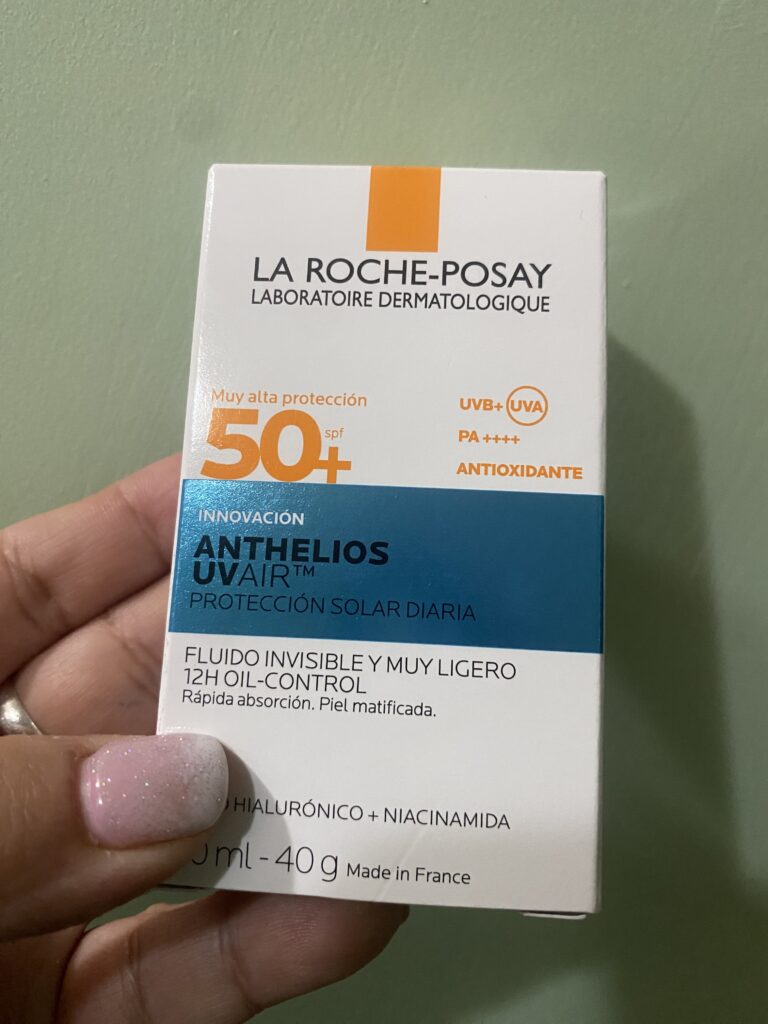 LA ROCHE-POSAY
LABORATOIRE DERMATOLOGIQUE
Muy alta protección
50+ spf
UVB+ UVA
PA ++++
ANTIOXIDANTE
INNOVACIÓN
ANTHELIOS
UVAIR™
PROTECCIÓN SOLAR DIARIA
FLUIDO INVISIBLE Y MUY LIGERO
12H OIL-CONTROL
Rápida absorción. Piel matificada.
HIALURÓNICO + NIACINAMIDA
ml - 40 g Made in France